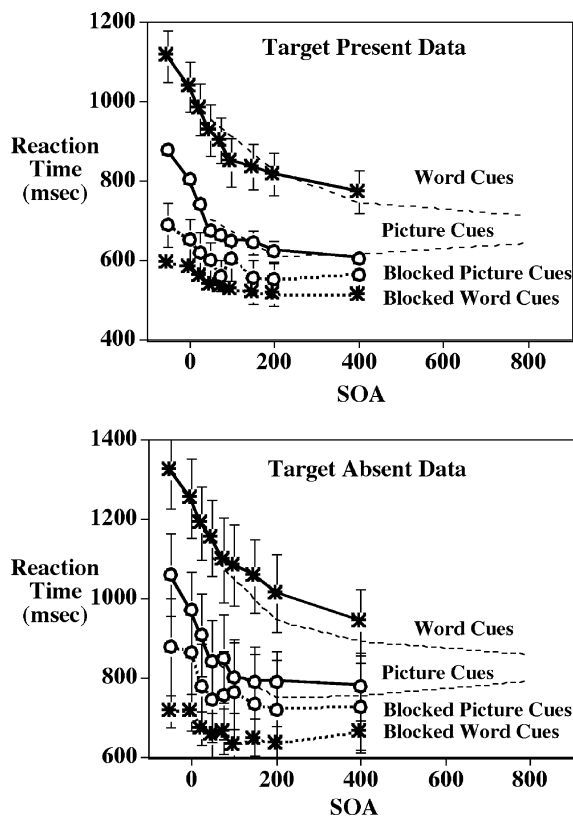 1200
Target Present Data
1000
Reaction
Time
(msec)
800
Word Cues
Picture Cues
600
Blocked Picture Cues
Blocked Word Cues
400
0 200 400 600 800
SOA
1400
Target Absent Data
1200
Reaction
Time
(msec)
1000
Word Cues
800
Picture Cues
Blocked Picture Cues
Blocked Word Cues
600
0 200 400 600 800
SOA